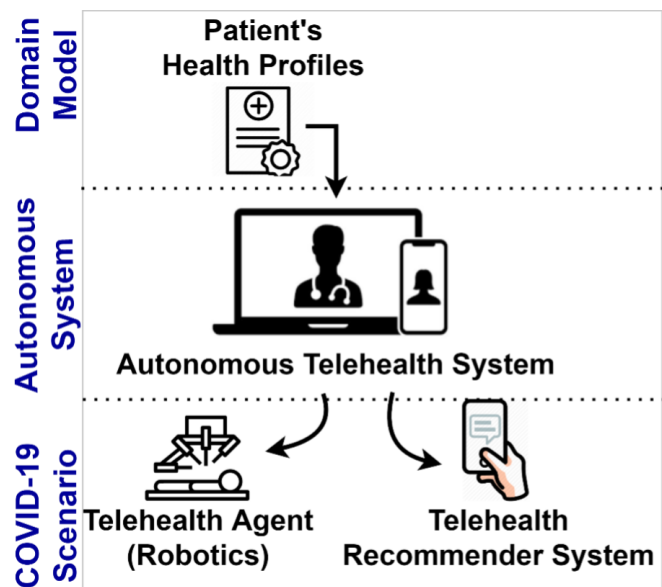 Domain
Model
Patient's
Health Profiles
Autonomous
System
Autonomous Telehealth System
COVID-19
Scenario
Telehealth Agent
(Robotics)
Telehealth
Recommender System